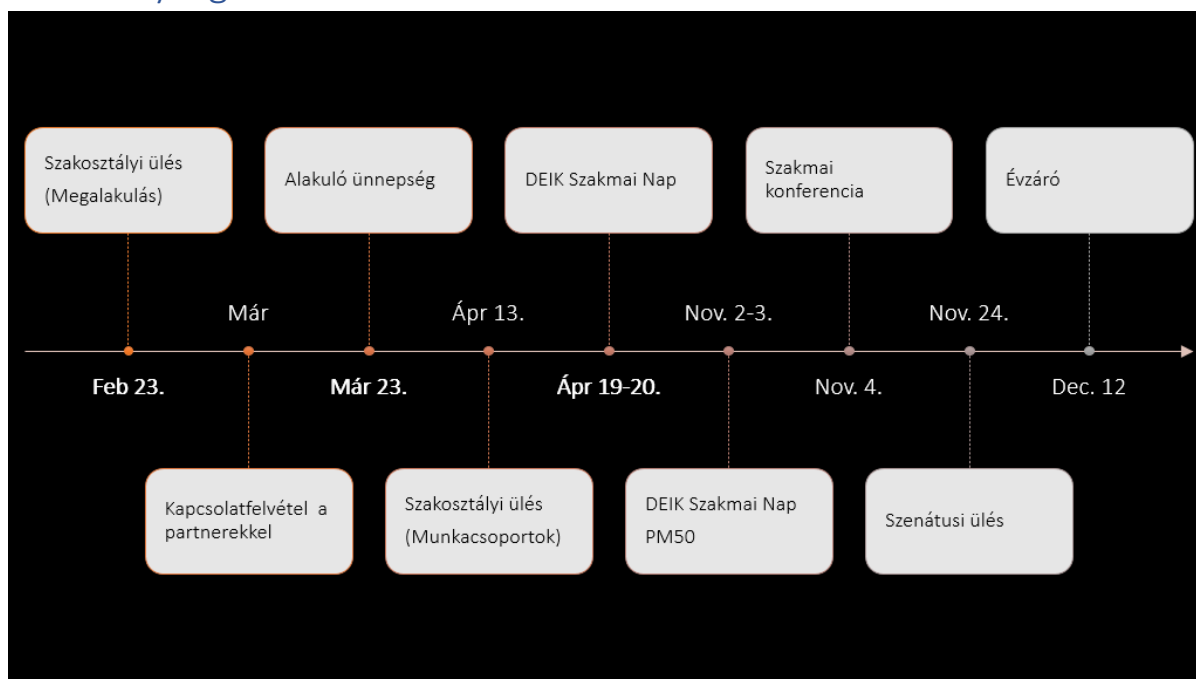 Szakosztályi ülés
(Megalakulás)
Alakuló ünnepség
DEIK Szakmai Nap
Szakmai
konferencia
Évzáró
Már
Ápr 13.
Nov. 2-3.
Nov. 24.
Feb 23.
Már 23.
Ápr 19-20.
Nov. 4.
Dec. 12
Kapcsolatfelvétel a
partnerekkel
Szakosztályi ülés
(Munkacsoportok)
DEIK Szakmai Nap
PM50
Szenátusi ülés